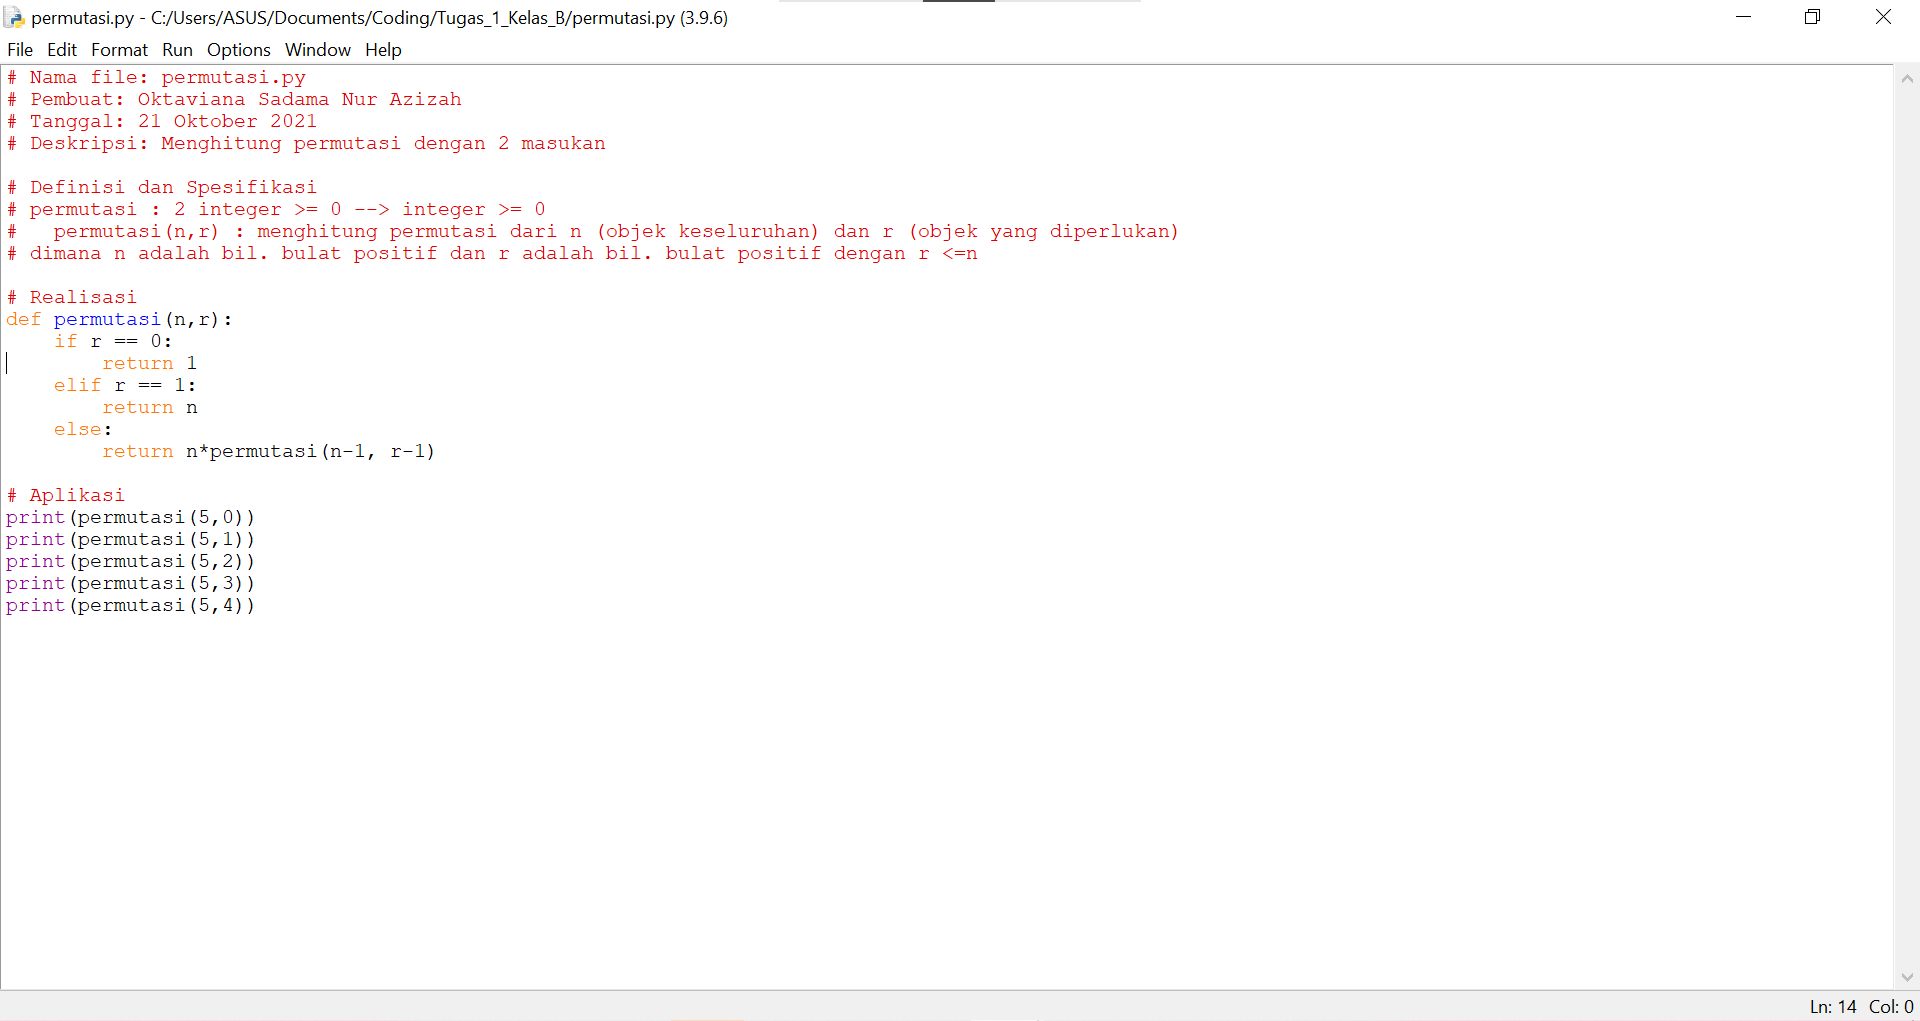 permutasi.py - C:/Users/ASUS/Documents/Coding/Tugas_1_Kelas_B/permutasi.py (3.9.6)
File Edit Format Run Options Window Help
# Nama file: permutasi.py
# Pembuat: Oktaviana Sadama Nur Azizah
# Tanggal: 21 Oktober 2021
# Deskripsi: Menghitung permutasi dengan 2 masukan

# Definisi dan Spesifikasi
# permutasi : 2 integer >= 0 --> integer >= 0
#   permutasi(n,r) : menghitung permutasi dari n (objek keseluruhan) dan r (objek yang diperlukan)
# dimana n adalah bil. bulat positif dan r adalah bil. bulat positif dengan r <=n

# Realisasi
def permutasi(n,r):
    if r == 0:
        return 1
    elif r == 1:
        return n
    else:
        return n*permutasi(n-1, r-1)

# Aplikasi
print(permutasi(5,0))
print(permutasi(5,1))
print(permutasi(5,2))
print(permutasi(5,3))
print(permutasi(5,4))
Ln: 14 Col: 0